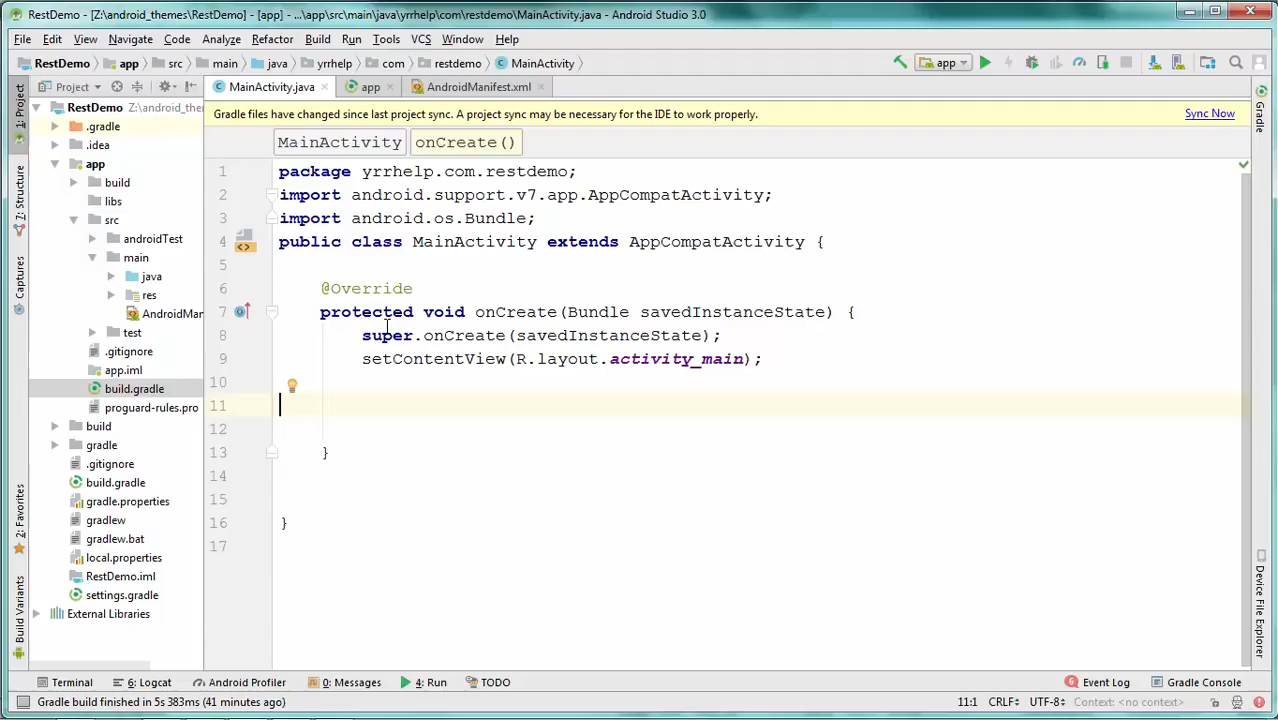 RestDemo - [Z:\android_themes\RestDemo] - [app] - ...\app\src\main\java\yrrhelp\com\restdemo\MainActivity.java - Android Studio 3.0
File Edit View Navigate Code Analyze Refactor Build Run Tools VCS Window Help
RestDemo app src main java yrrhelp com restdemo MainActivity app
Project MainActivity.java app AndroidManifest.xml
1: Project
7: Structure
Captures
2: Favorites
Build Variants
RestDemo Z:\android_the
.gradle
.idea
app
build
libs
src
androidTest
main
java
res
AndroidMan
test
.gitignore
app.iml
build.gradle
proguard-rules.pro
build
gradle
.gitignore
build.gradle
gradle.properties
gradlew
gradlew.bat
local.properties
RestDemo.iml
settings.gradle
External Libraries
Gradle files have changed since last project sync. A project sync may be necessary for the IDE to work properly. Sync Now
MainActivity onCreate()
1 package yrrhelp.com.restdemo;
2 import android.support.v7.app.AppCompatActivity;
3 import android.os.Bundle;
4 public class MainActivity extends AppCompatActivity {
5
6 @Override
7 protected void onCreate(Bundle savedInstanceState) {
8 super.onCreate(savedInstanceState);
9 setContentView(R.layout.activity_main);
10
11
12
13 }
14
15
16 }
17
Gradle
Device File Explorer
Terminal 6: Logcat Android Profiler 0: Messages 4: Run TODO 6 Event Log Gradle Console
Gradle build finished in 5s 383ms (41 minutes ago) 11:1 CRLF UTF-8 Context: <no context>